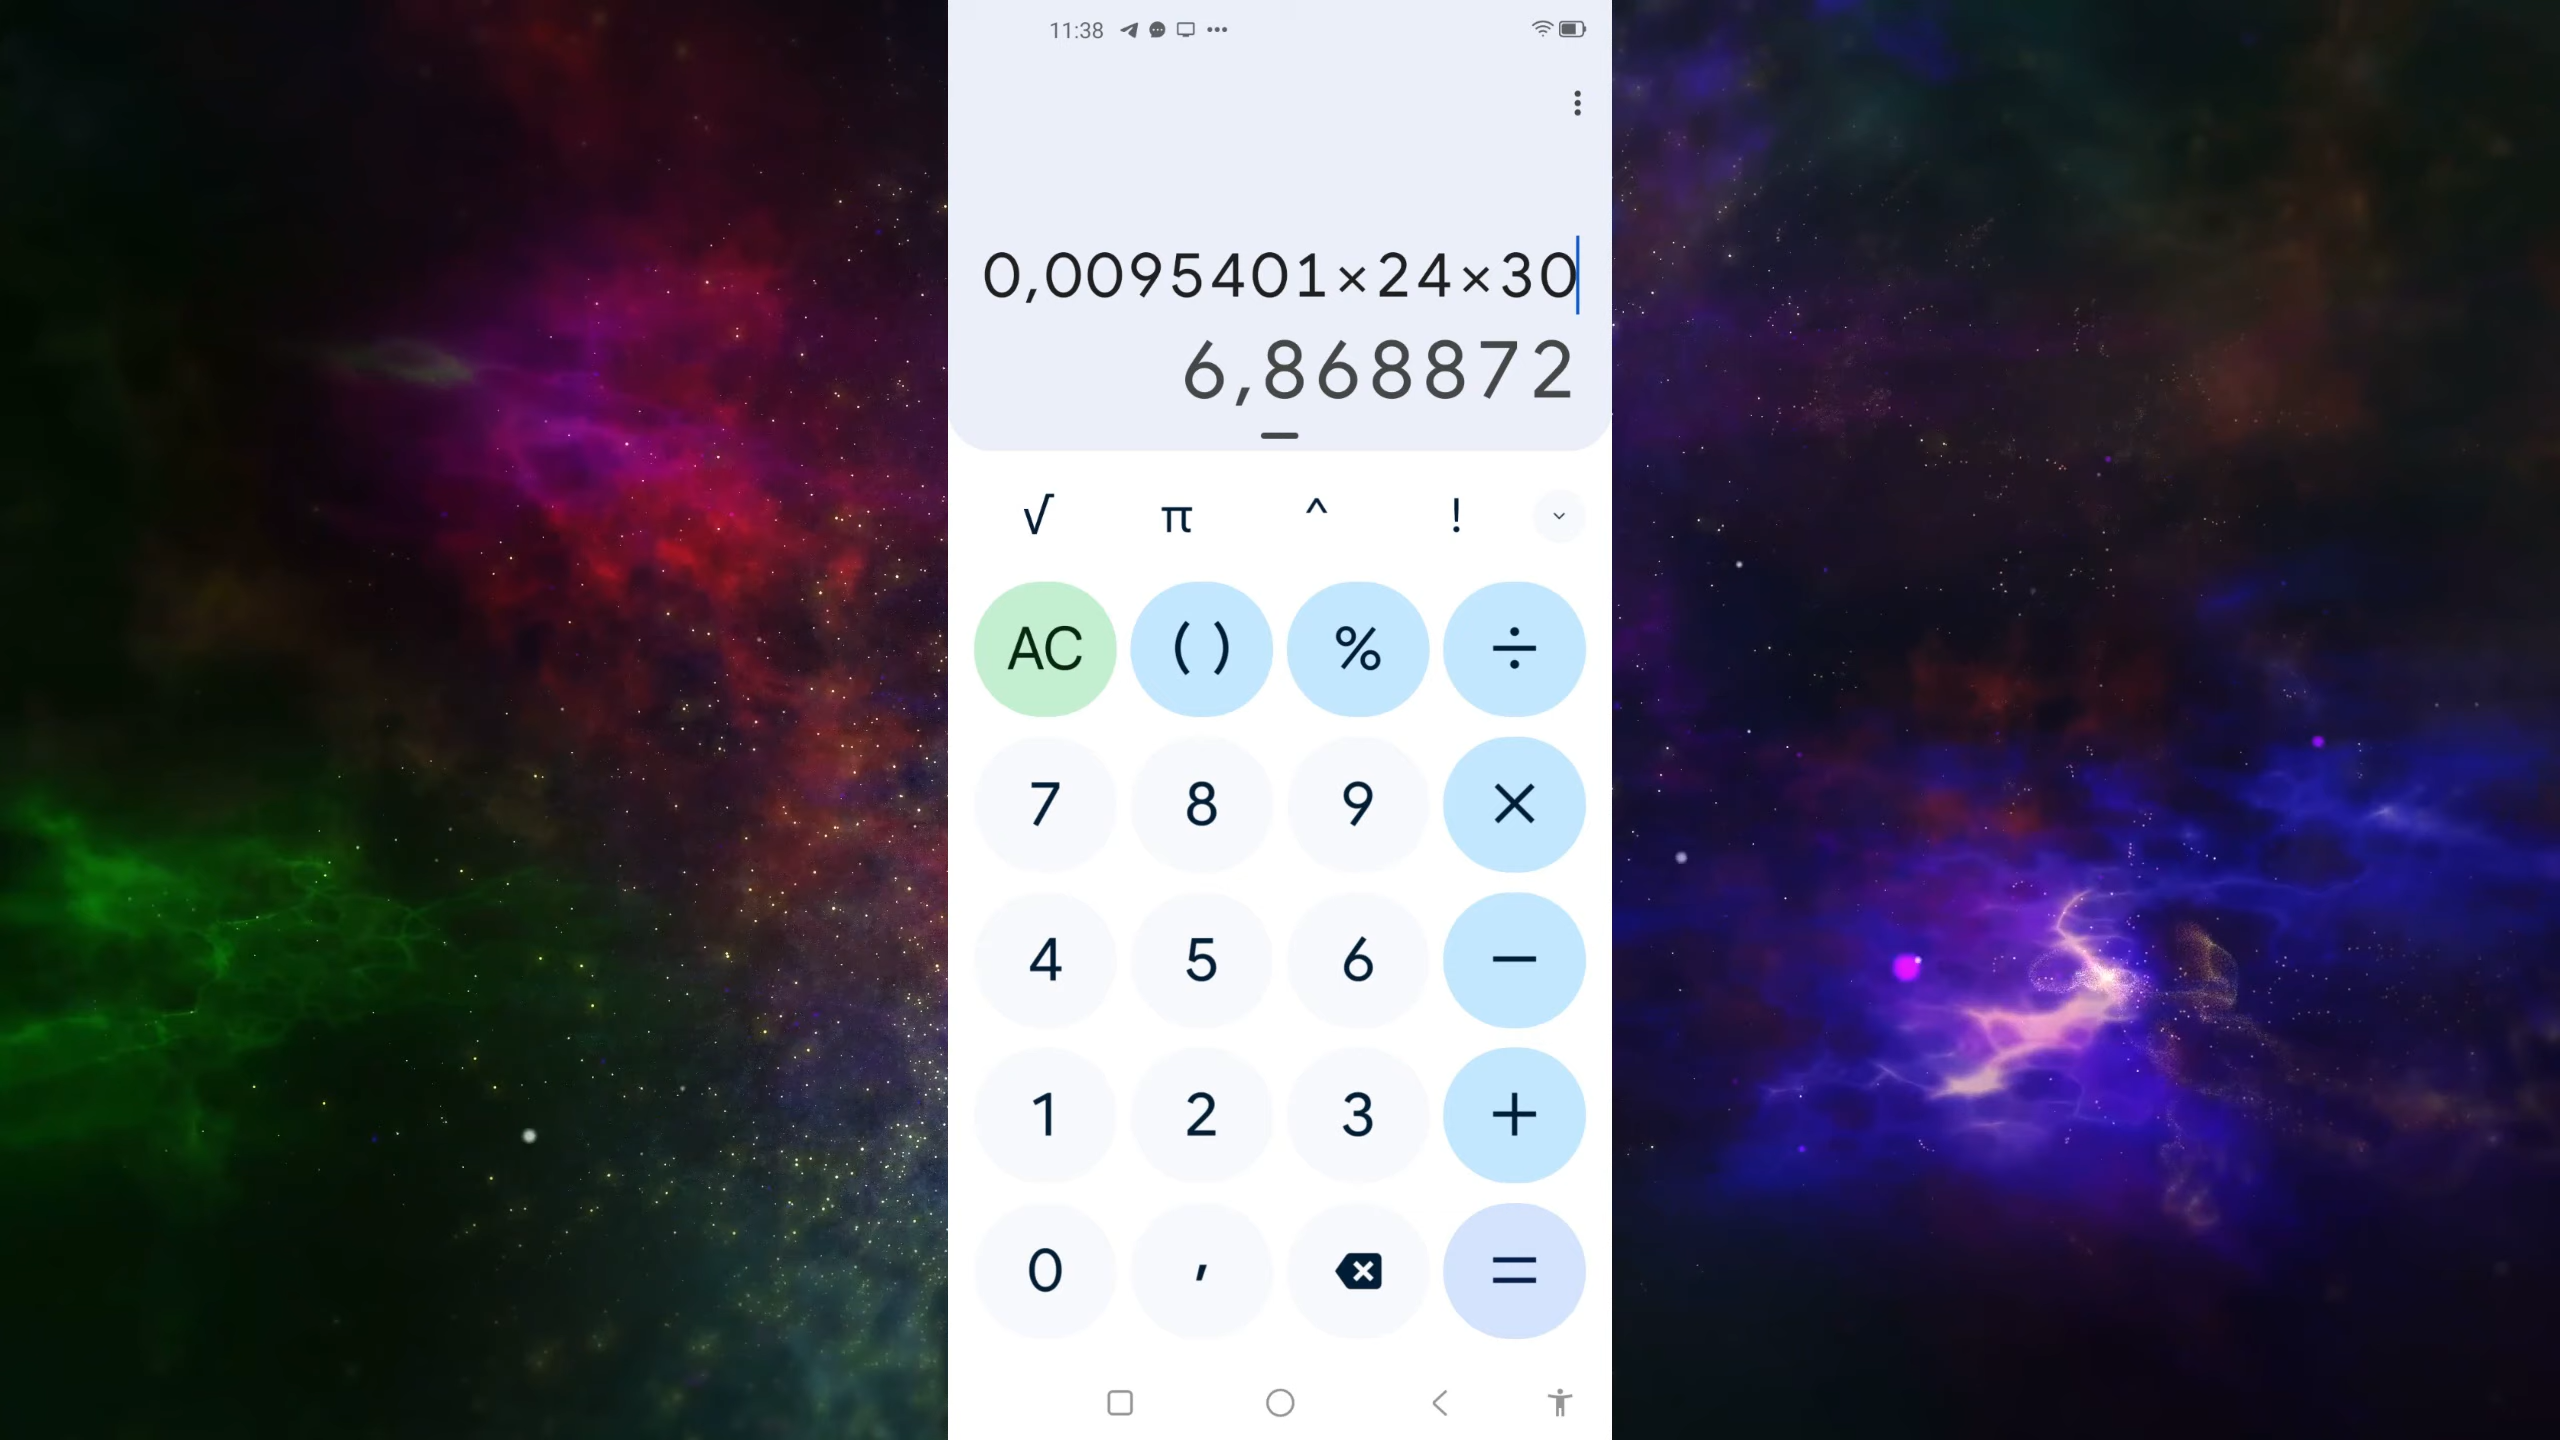 11:38
0,0095401×24×30
6,868872
√ π ^ !
AC ( ) % ÷
7 8 9 ×
4 5 6 −
1 2 3 +
0 , =